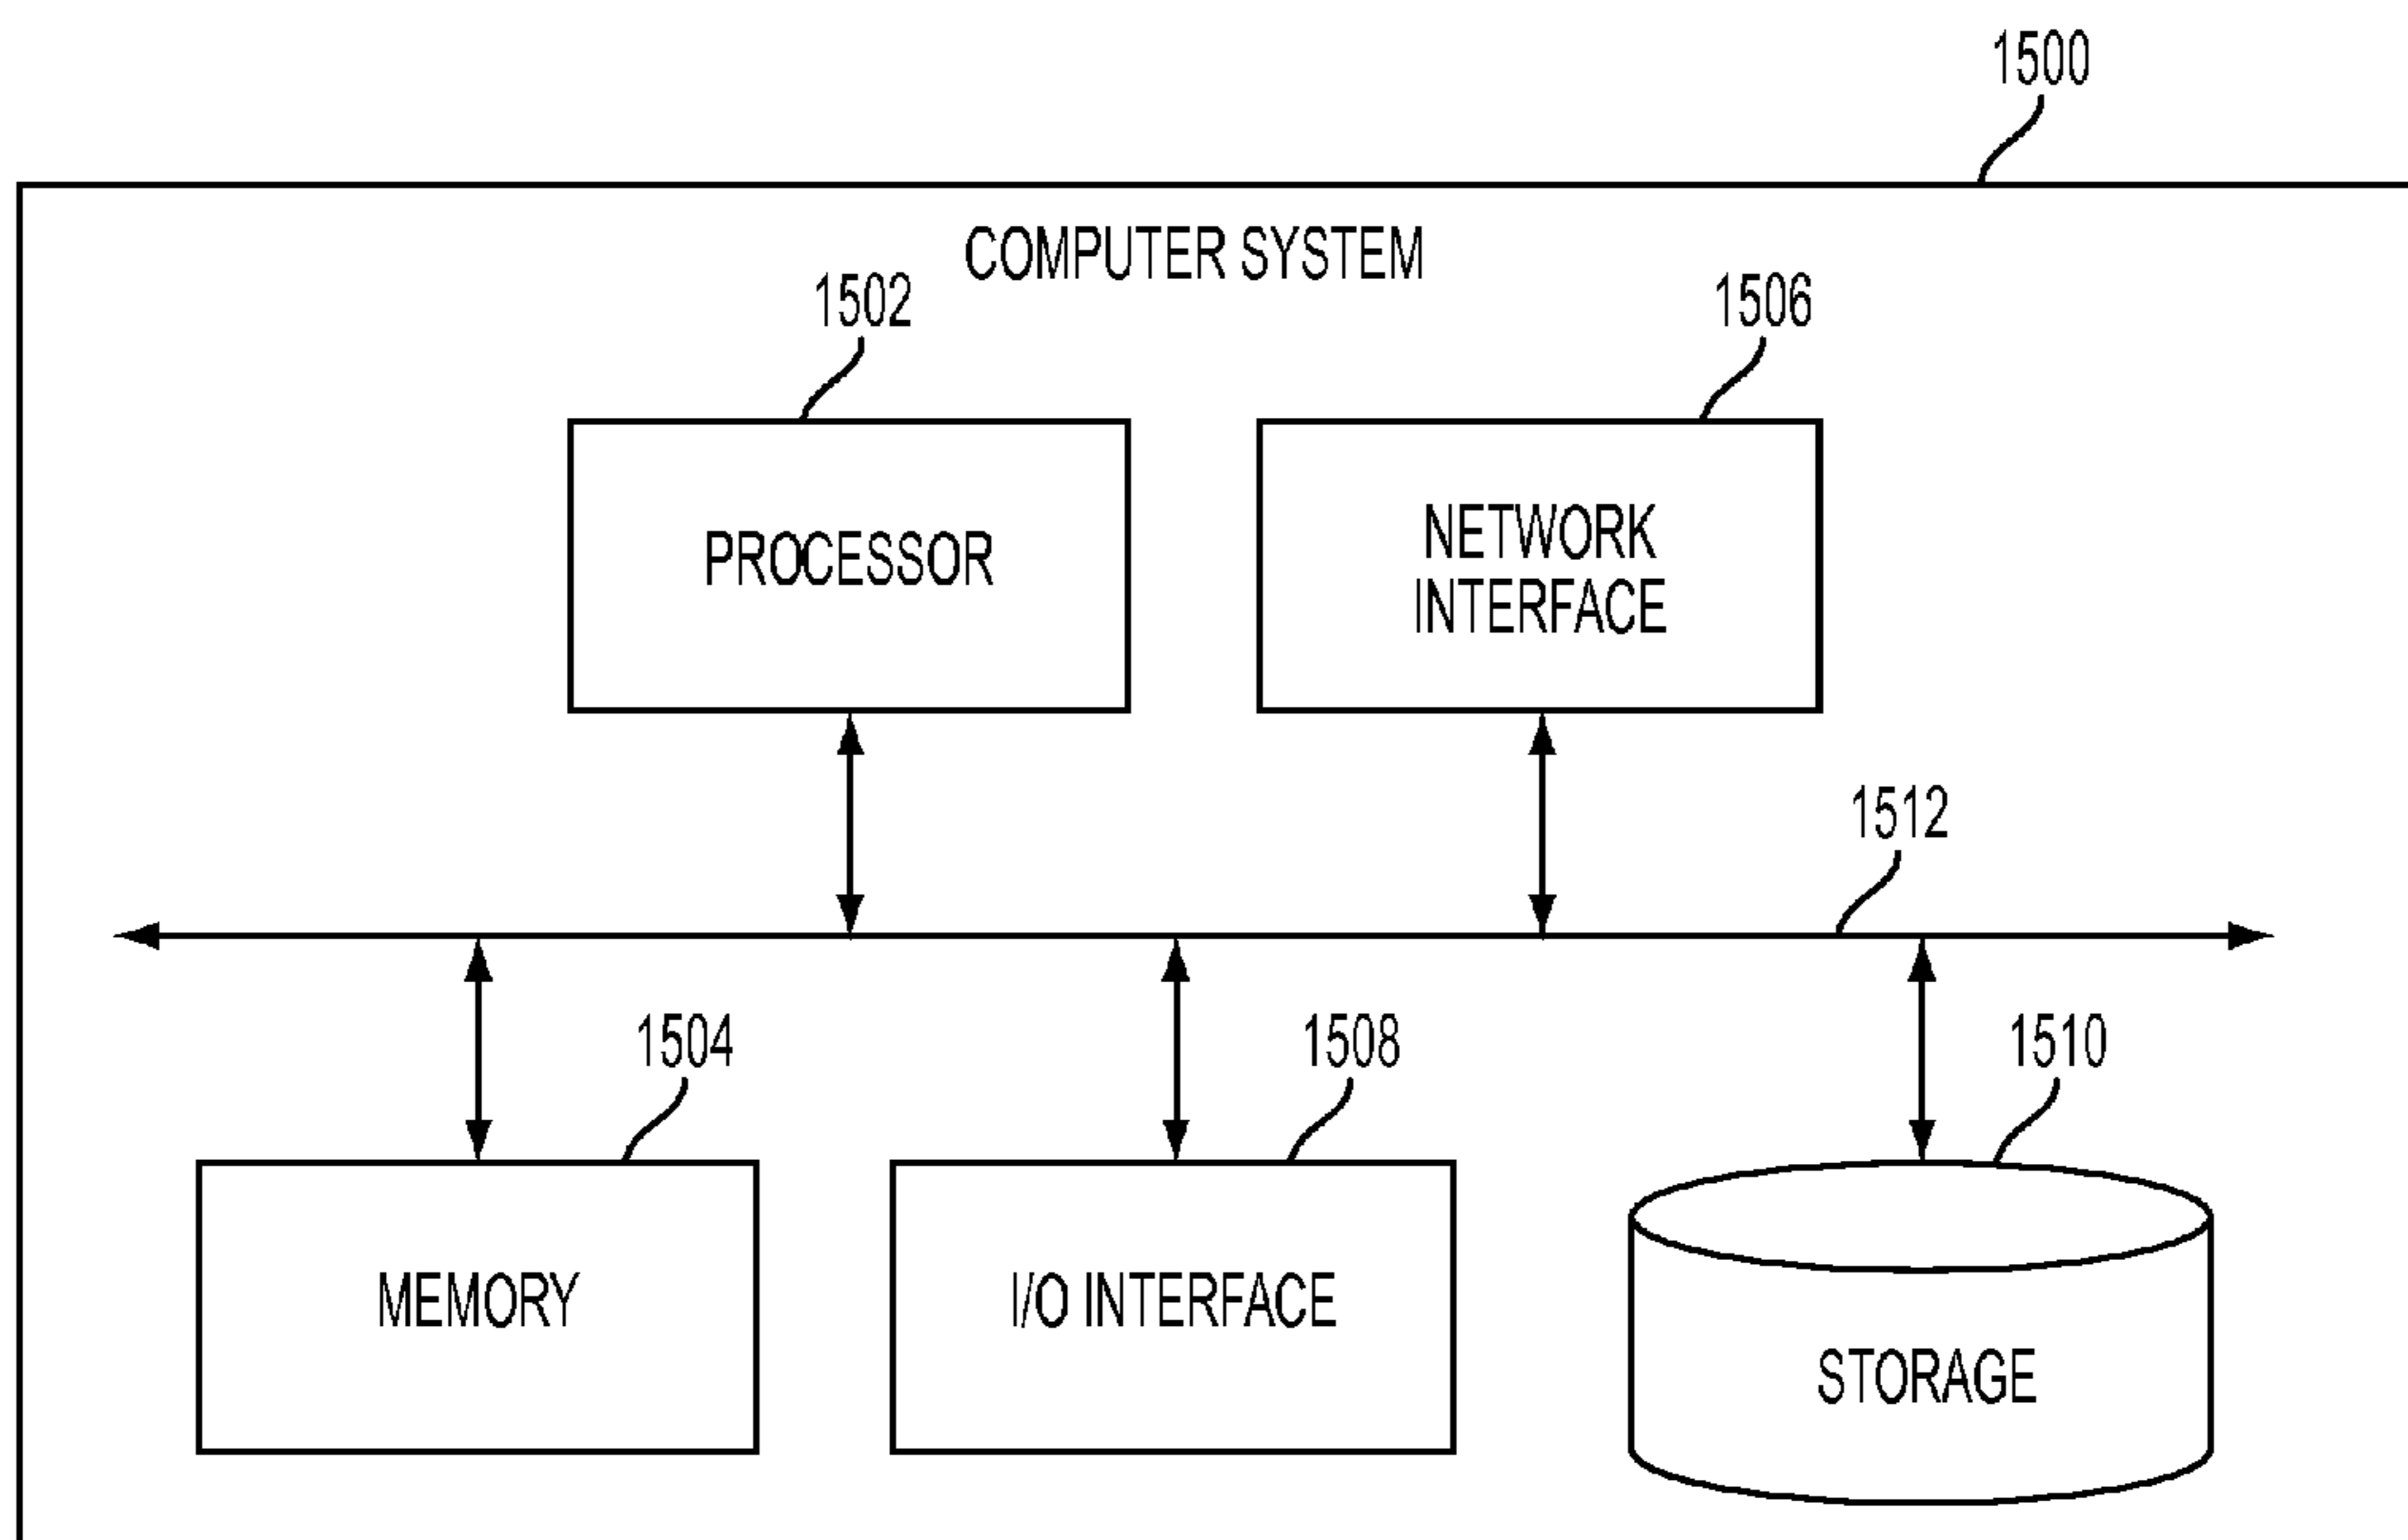 1500
COMPUTER SYSTEM
1502
1506
PROCESSOR
NETWORK
INTERFACE
1512
1504
1508
1510
MEMORY
I/O INTERFACE
STORAGE